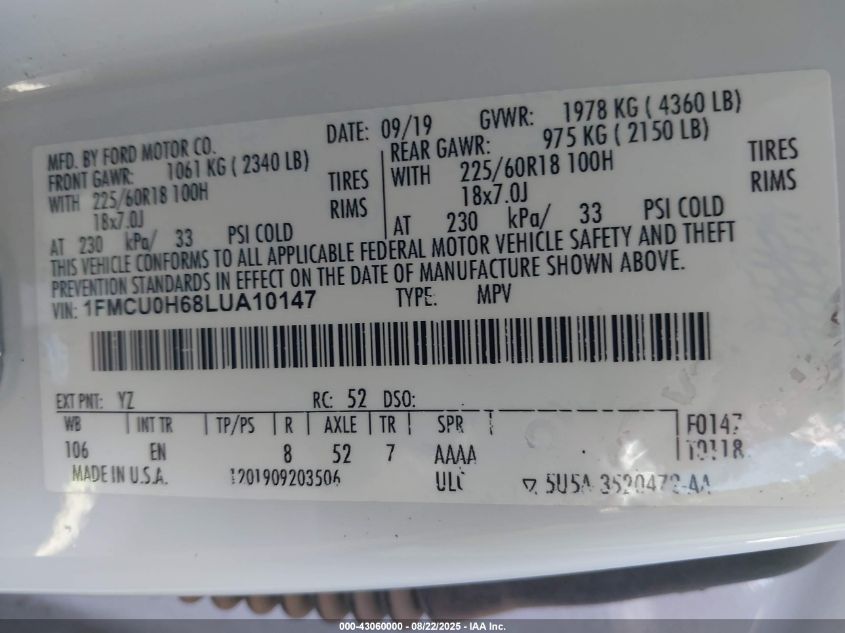 MFD. BY FORD MOTOR CO. DATE: 09/19 GVWR: 1978 KG ( 4360 LB)
FRONT GAWR: 1061 KG ( 2340 LB) REAR GAWR: 975 KG ( 2150 LB)
WITH 225/60R18 100H TIRES WITH 225/60R18 100H TIRES
18x7.0J RIMS 18x7.0J RIMS
AT 230 kPa/ 33 PSI COLD AT 230 kPa/ 33 PSI COLD
THIS VEHICLE CONFORMS TO ALL APPLICABLE FEDERAL MOTOR VEHICLE SAFETY AND THEFT
PREVENTION STANDARDS IN EFFECT ON THE DATE OF MANUFACTURE SHOWN ABOVE.
VIN: 1FMCU0H68LUA10147 TYPE: MPV
EXT PNT: YZ RC: 52 DSO:
WB INT TR TP/PS R AXLE TR SPR F0147
106 EN 8 52 7 AAAA
MADE IN U.S.A. 1201909203506 5U5A
000-43060000 - 08/22/2025 - IAA Inc.